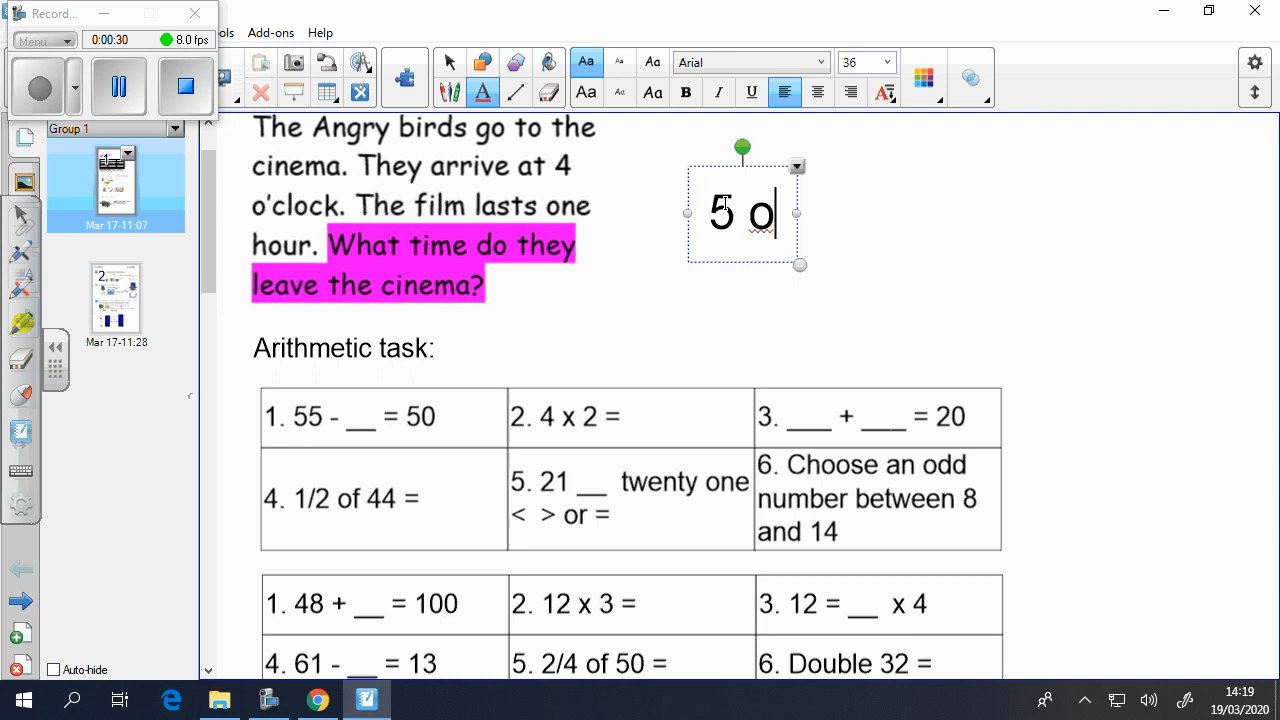 Record...
Menu
0:00:30
8.0 fps
ols Add-ons Help
Arial
36
Group 1
Mar 17-11:07
Mar 17-11:28
Auto-hide
The Angry birds go to the
cinema. They arrive at 4
o'clock. The film lasts one
hour. What time do they
leave the cinema?
5 o
Arithmetic task:
1. 55 - __ = 50
2. 4 x 2 =
3. ___ + ___ = 20
4. 1/2 of 44 =
5. 21 __ twenty one
< > or =
6. Choose an odd
number between 8
and 14
1. 48 + __ = 100
2. 12 x 3 =
3. 12 = __ x 4
4. 61 - __ = 13
5. 2/4 of 50 =
6. Double 32 =
14:19
19/03/2020